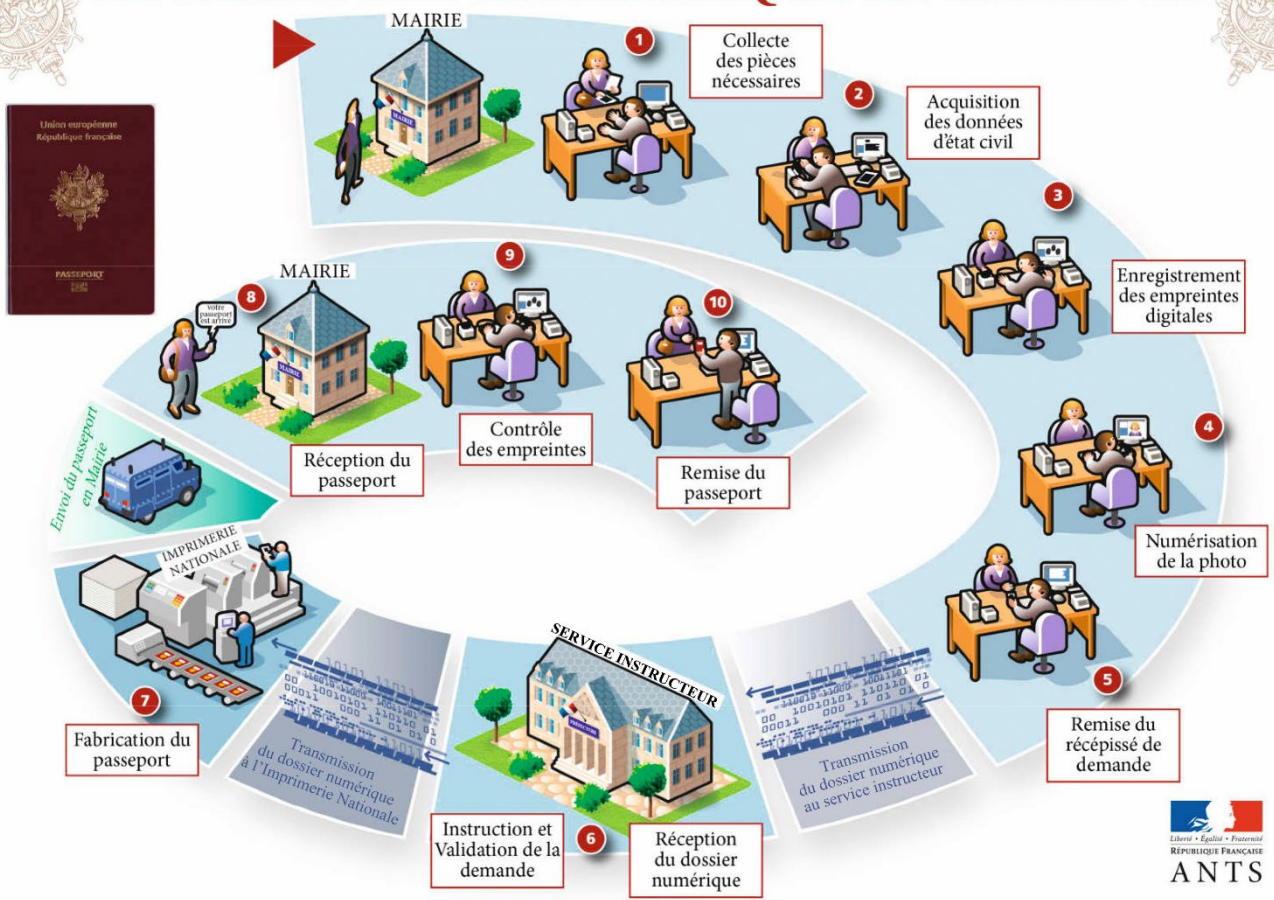 MAIRIE
MAIRIE
1
Collecte
des pièces
nécessaires
2
Acquisition
des données
d'état civil
3
Enregistrement
des empreintes
digitales
4
Numérisation
de la photo
5
Remise du
récépissé de
demande
Transmission
du dossier numérique
au service instructeur
SERVICE INSTRUCTEUR
PRÉFECTURE
6
Instruction et
Validation de la
demande
Réception
du dossier
numérique
Transmission
du dossier numérique
à l'Imprimerie Nationale
IMPRIMERIE
NATIONALE
7
Fabrication du
passeport
Envoi du passeport
en Mairie
8
votre
passeport
est arrivé
MAIRIE
MAIRIE
Réception du
passeport
9
Contrôle
des empreintes
10
Remise du
passeport
Union européenne
République française
PASSEPORT
Liberté • Égalité • Fraternité
RÉPUBLIQUE FRANÇAISE
ANTS